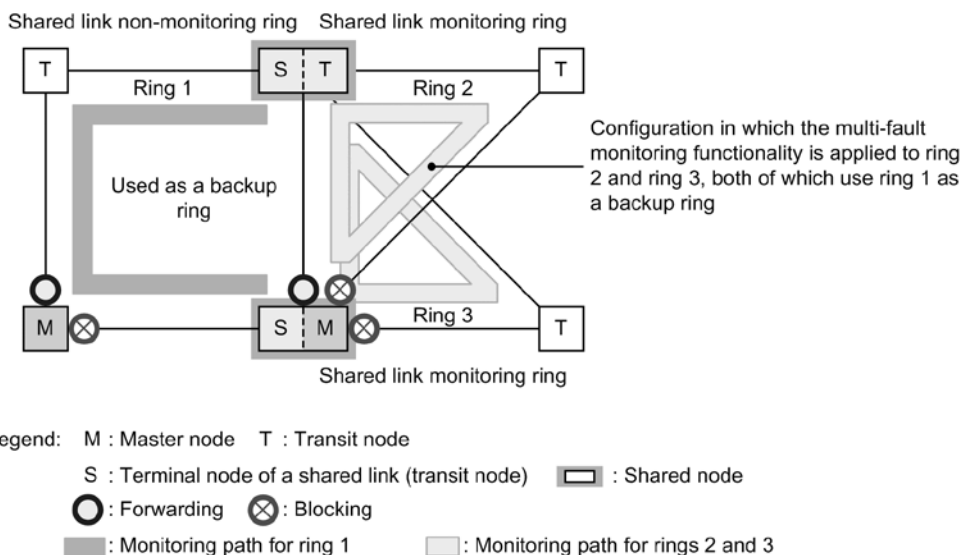 Shared link non-monitoring ring
Shared link monitoring ring
T
S
T
T
Ring 1
Ring 2
Configuration in which the multi-fault
monitoring functionality is applied to ring
2 and ring 3, both of which use ring 1 as
a backup ring
Used as a backup
ring
M
S
M
Ring 3
T
Shared link monitoring ring
egend: M : Master node T : Transit node
S : Terminal node of a shared link (transit node) : Shared node
: Forwarding : Blocking
: Monitoring path for ring 1 : Monitoring path for rings 2 and 3